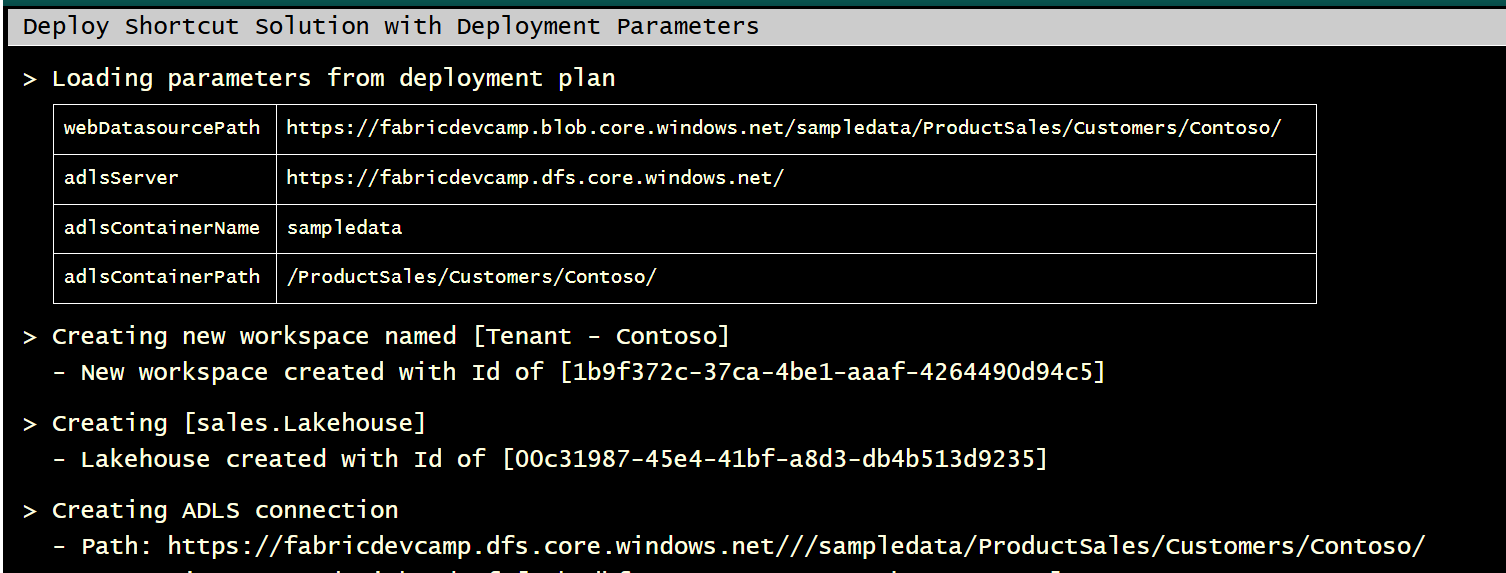 Deploy Shortcut Solution with Deployment Parameters
> Loading parameters from deployment plan
webDatasourcePath https://fabricdevcamp.blob.core.windows.net/sampledata/ProductSales/Customers/Contoso/
adlsServer https://fabricdevcamp.dfs.core.windows.net/
adlsContainerName sampledata
adlsContainerPath /ProductSales/Customers/Contoso/
> Creating new workspace named [Tenant - Contoso]
- New workspace created with Id of [1b9f372c-37ca-4be1-aaaf-4264490d94c5]
> Creating [sales.Lakehouse]
- Lakehouse created with Id of [00c31987-45e4-41bf-a8d3-db4b513d9235]
> Creating ADLS connection
- Path: https://fabricdevcamp.dfs.core.windows.net///sampledata/ProductSales/Customers/Contoso/